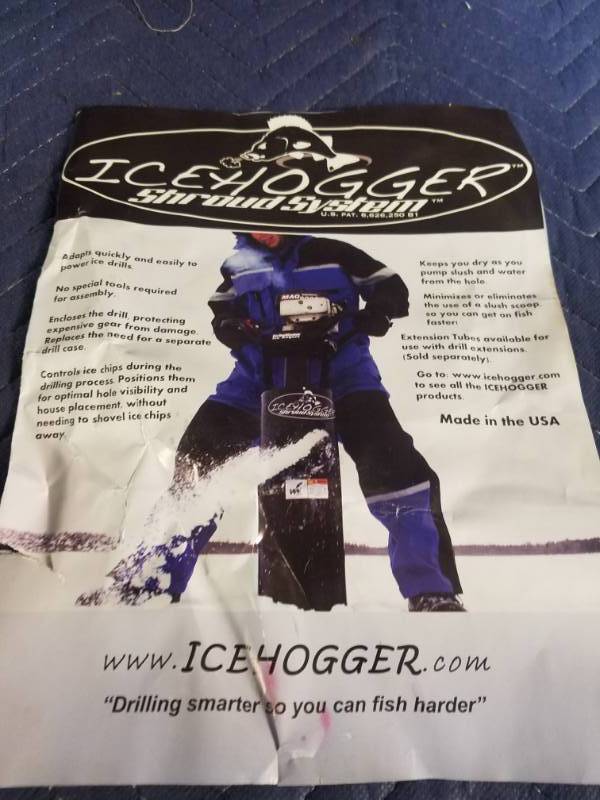 ICEHOGGER™
Shroud System™
U.S. PAT. 6,626,250 B1
Adapts quickly and easily to
power ice drills.
No special tools required
for assembly.
Encloses the drill, protecting
expensive gear from damage.
Replaces the need for a separate
drill case.
Controls ice chips during the
drilling process. Positions them
for optimal hole visibility and
house placement, without
needing to shovel ice chips
away.
Keeps you dry as you
pump slush and water
from the hole.
Minimizes or eliminates
the use of a slush scoop,
so you can get on fish
faster!
Extension Tubes available for
use with drill extensions.
(Sold separately).
Go to: www.icehogger.com
to see all the ICEHOGGER
products.
Made in the USA
MAG
ICEHOGGER
Shroud System
www.ICEHOGGER.com
"Drilling smarter so you can fish harder"